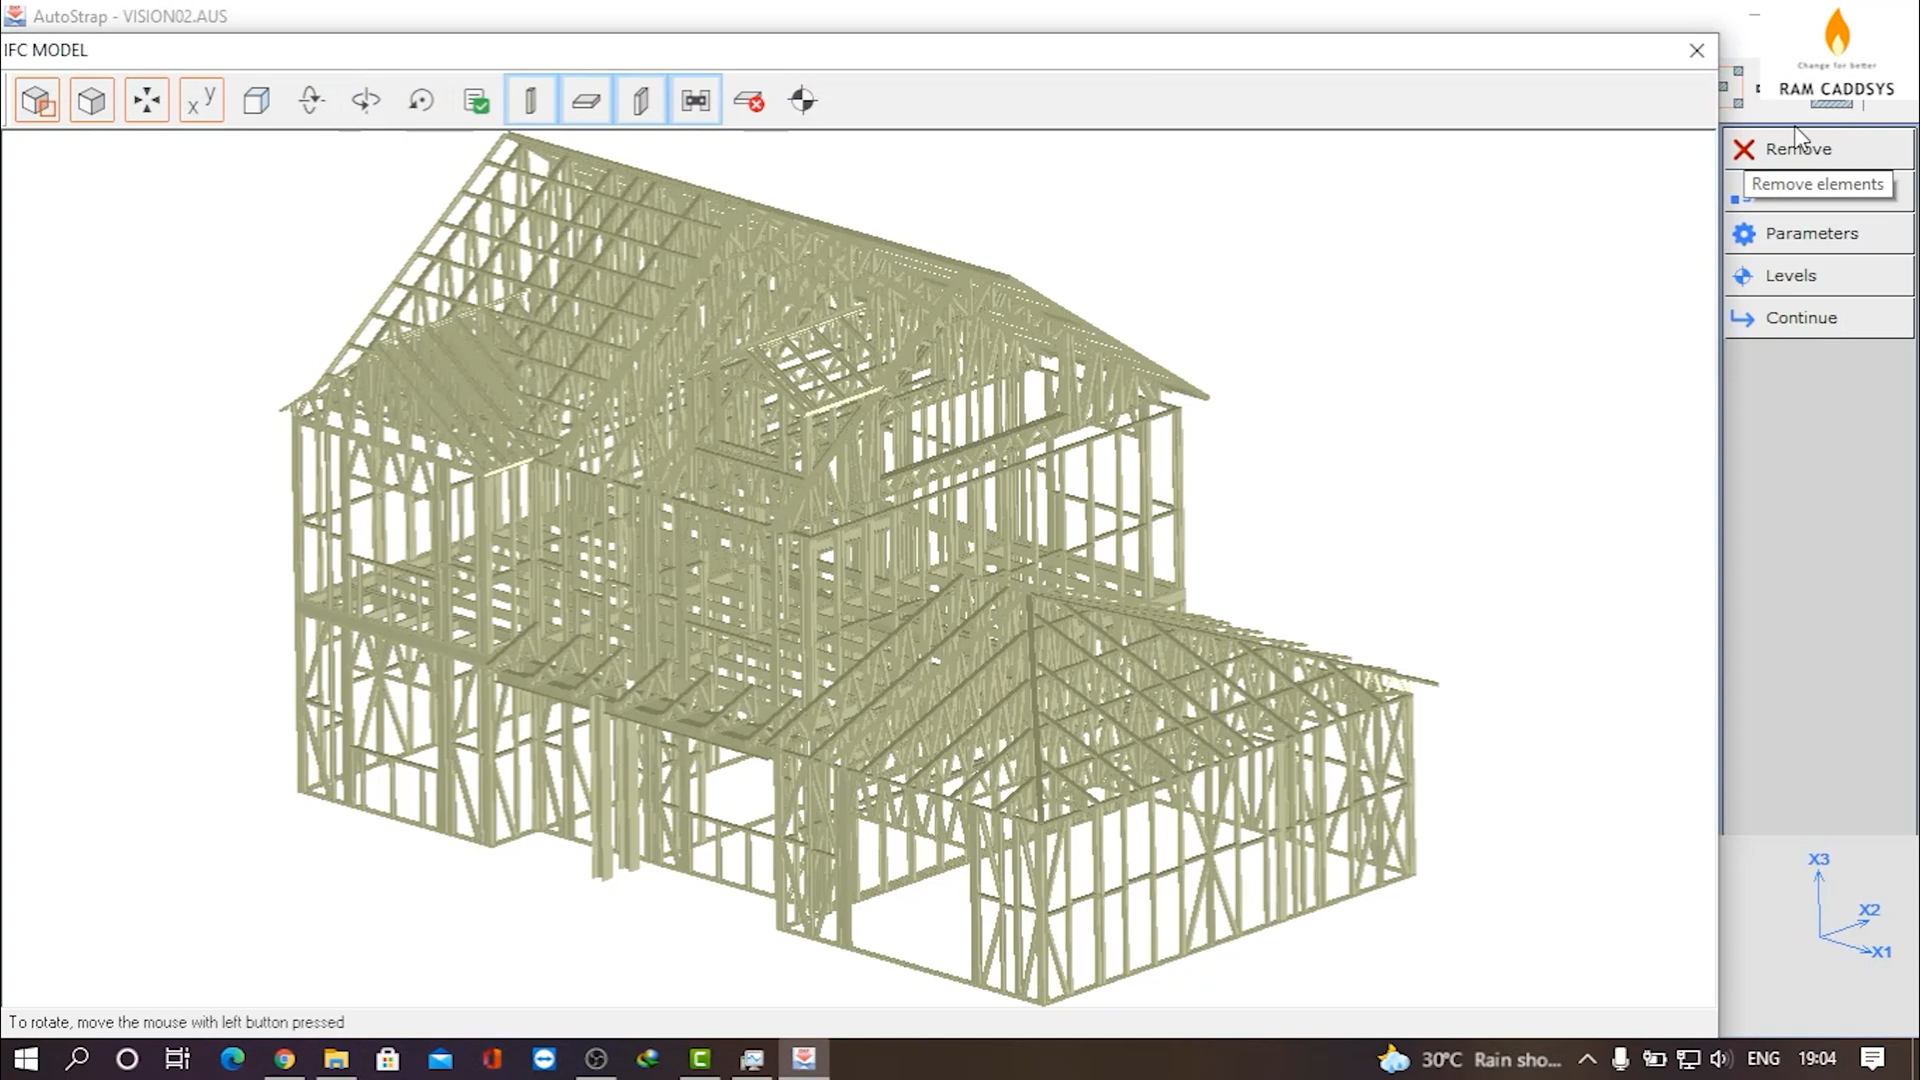 AutoStrap - VISION02.AUS
IFC MODEL
x y
Change for better
RAM CADDSYS
Remove
Remove elements
Parameters
Levels
Continue
X3
X2
X1
To rotate, move the mouse with left button pressed
30°C Rain sho...
ENG
19:04